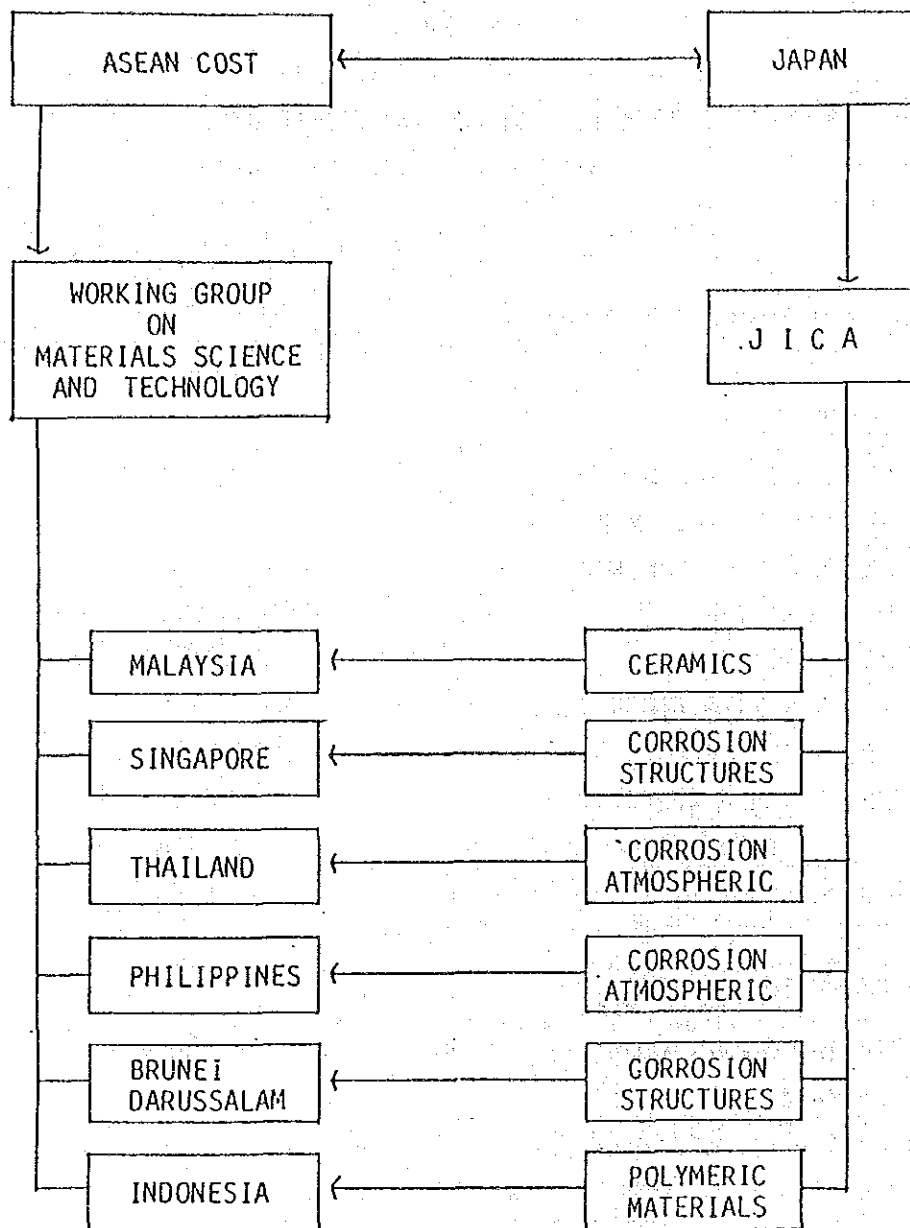 ASEAN COST
JAPAN
WORKING GROUP
ON
MATERIALS SCIENCE
AND TECHNOLOGY
J I C A
MALAYSIA
CERAMICS
SINGAPORE
CORROSION
STRUCTURES
THAILAND
CORROSION
ATMOSPHERIC
PHILIPPINES
CORROSION
ATMOSPHERIC
BRUNEI
DARUSSALAM
GORROSION
STRUCTURES
INDONESIA
POLYMERIC
MATERIALS